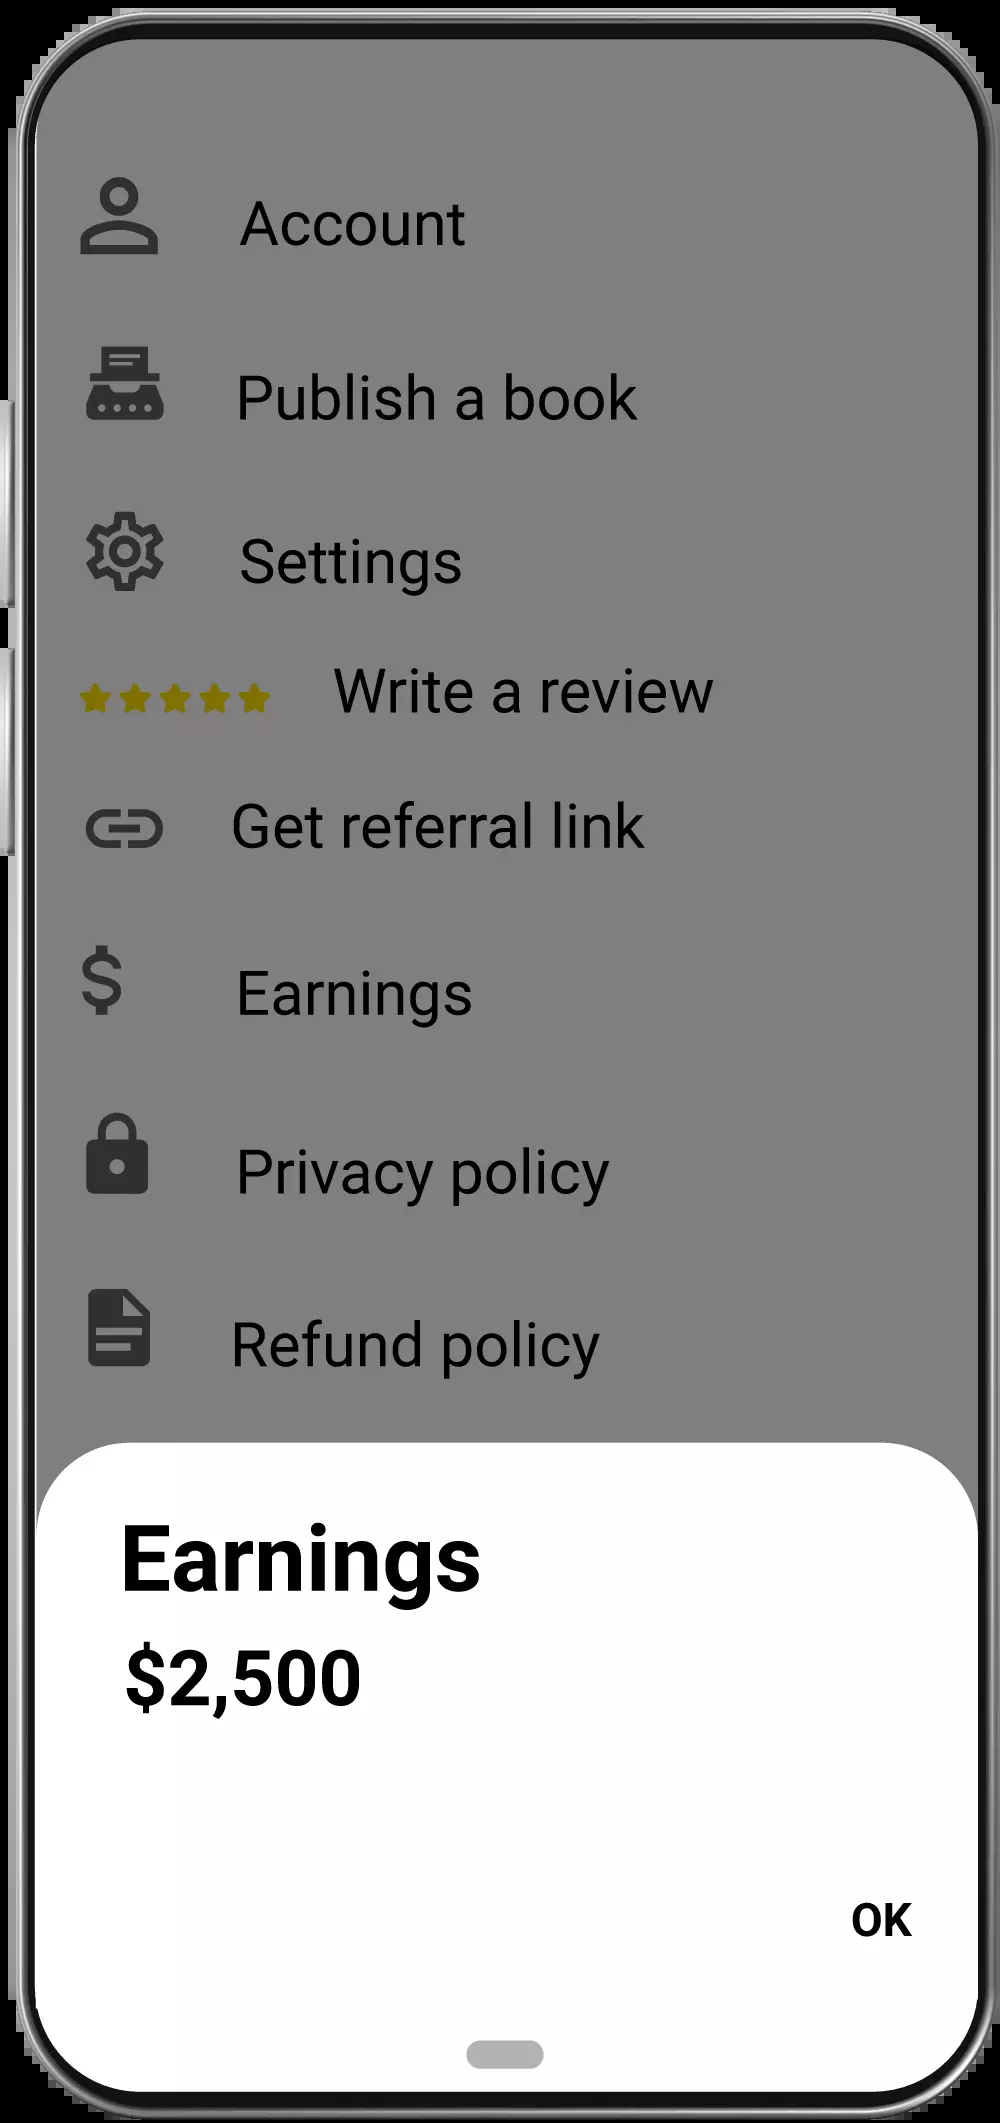 Account
Publish a book
Settings
Write a review
Get referral link
Earnings
Privacy policy
Refund policy
Earnings
$2,500
OK